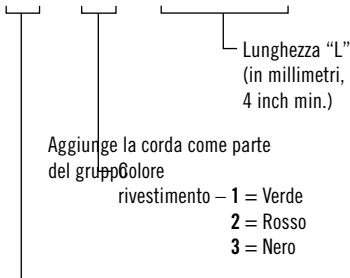 Lunghezza “L”
(in millimetri,
4 inch min.)
Aggiunge la corda come parte
del gruppo
Colore
rivestimento – 1 = Verde
2 = Rosso
3 = Nero